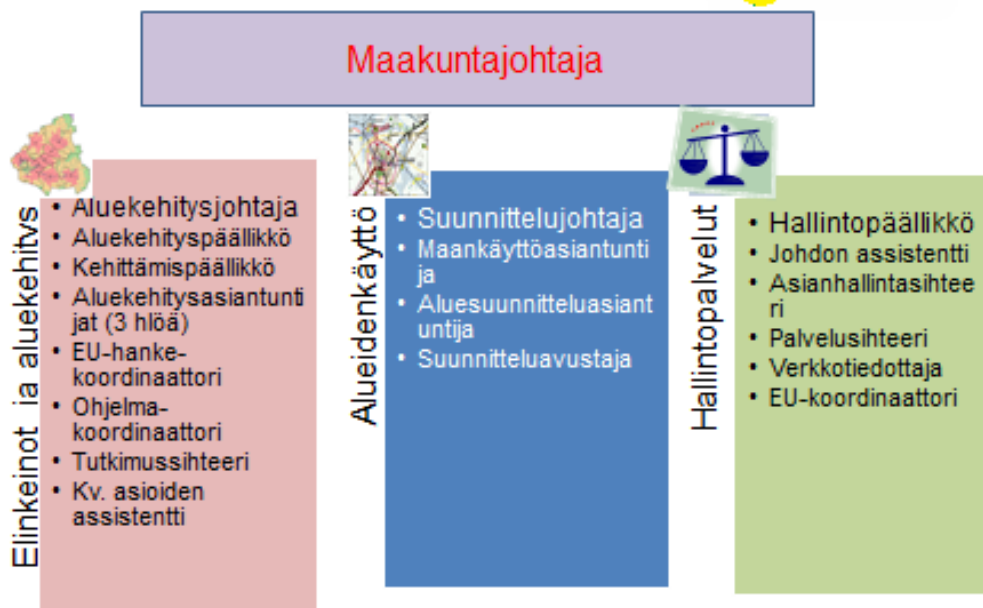 Maakuntajohtaja
Elinkeinot ja aluekehitys
• Aluekehitysjohtaja
• Aluekehityspäällikkö
• Kehittämispäällikkö
• Aluekehitysasiantunti
jat (3 hlöä)
• EU-hanke-
koordinaattori
• Ohjelma-
koordinaattori
• Tutkimussihteeri
• Kv. asioiden
assistentti
Alueidenkäyttö
• Suunnittelujohtaja
• Maankäyttöasiantunti
ja
• Aluesuunnitteluasiant
untija
• Suunnitteluavustaja
Hallintopalvelut
• Hallintopäällikkö
• Johdon assistentti
• Asianhallintasihtee
ri
• Palvelusihteeri
• Verkkotiedottaja
• EU-koordinaattori